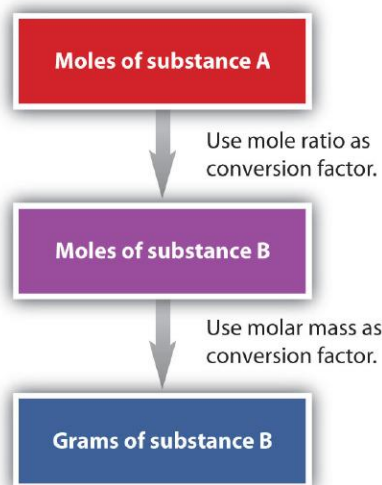 Moles of substance A
Use mole ratio as
conversion factor.
Moles of substance B
Use molar mass as
conversion factor.
Grams of substance B